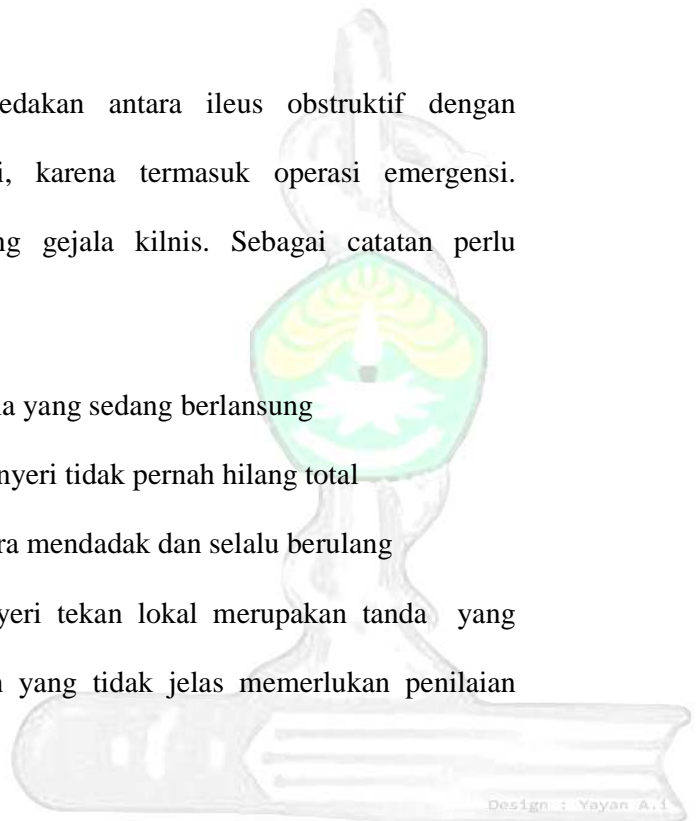 edakan antara ileus obstruktif dengan
i, karena termasuk operasi emergensi.
ng gejala kilnis. Sebagai catatan perlu
a yang sedang berlansung
nyeri tidak pernah hilang total
ra mendadak dan selalu berulang
yeri tekan lokal merupakan tanda yang
n yang tidak jelas memerlukan penilaian
Design : Yayan A.i